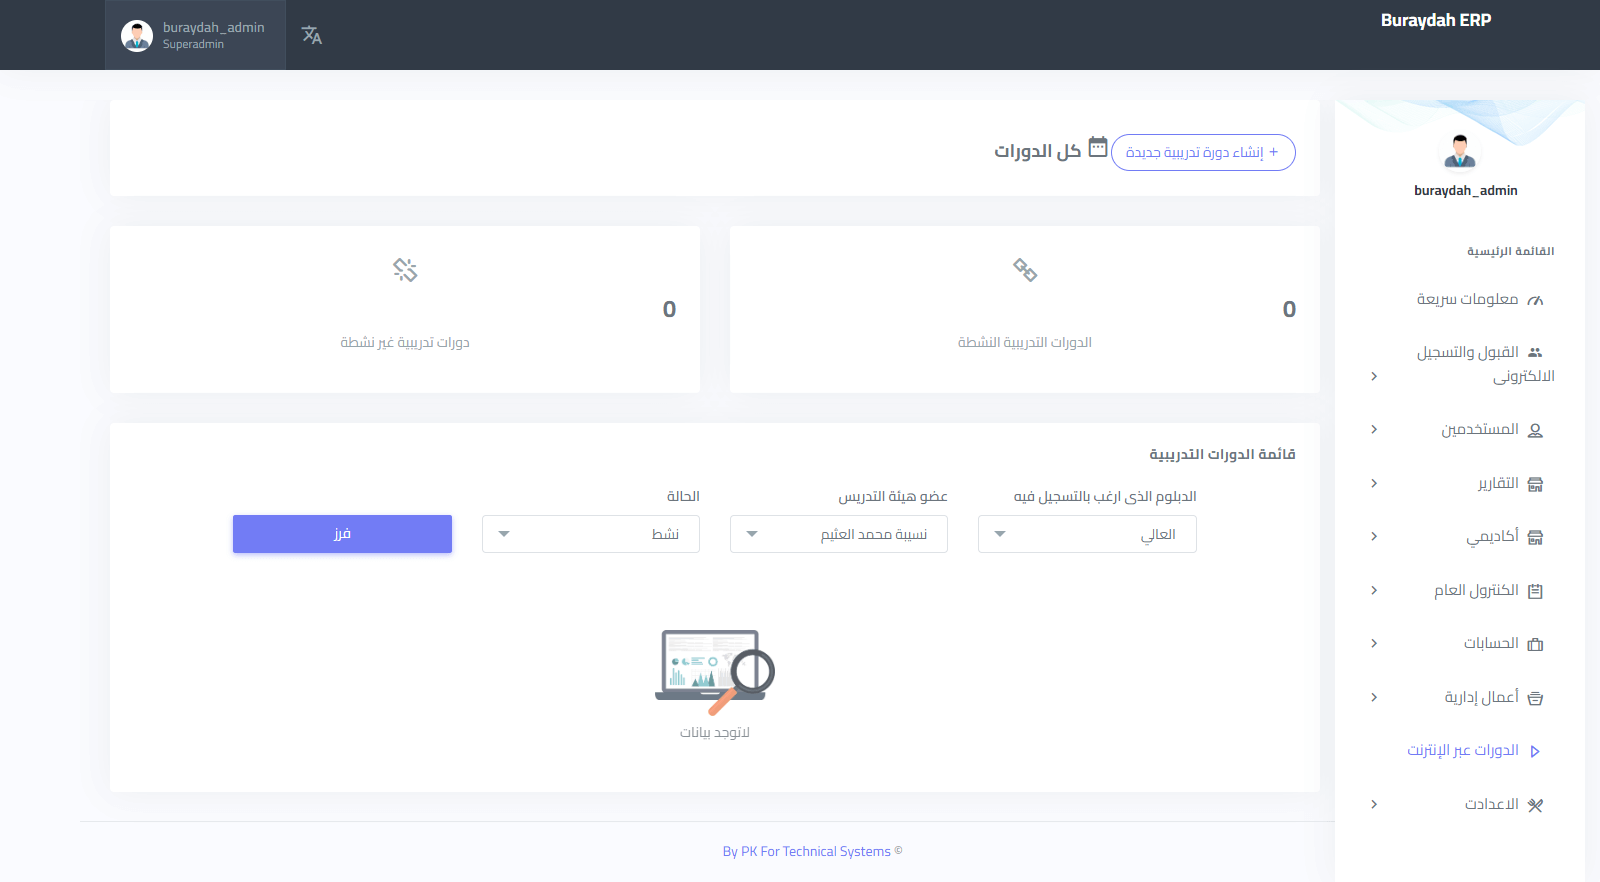 Buraydah ERP
buraydah_admin
Superadmin
buraydah_admin
القائمة الرئيسية
معلومات سريعة
القبول والتسجيل
الالكترونى
المستخدمين
التقارير
أكاديمي
الكنترول العام
الحسابات
أعمال إدارية
الدورات عبر الإنترنت
الاعدادت
+ إنشاء دورة تدريبية جديدة
كل الدورات
0
الدورات التدريبية النشطة
0
دورات تدريبية غير نشطة
قائمة الدورات التدريبية
الدبلوم الذى ارغب بالتسجيل فيه
العالي
عضو هيئة التدريس
نسيبة محمد العثيم
الحالة
نشط
فرز
لاتوجد بيانات
By PK For Technical Systems ©